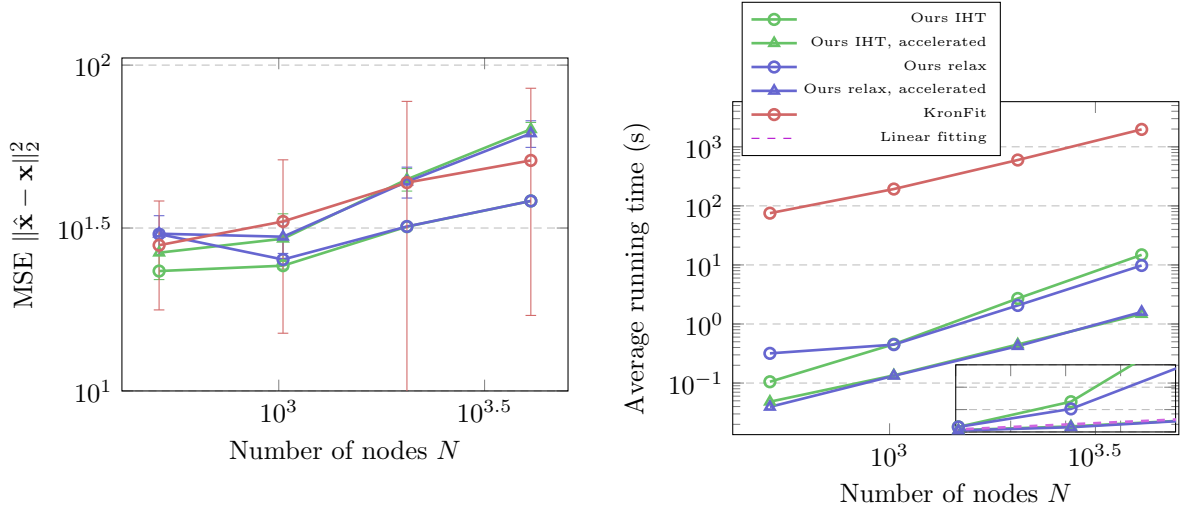 10^2
10^1.5
10^1
MSE ‖x̂ − x‖₂²
10^3
10^3.5
Number of nodes N
Ours IHT
Ours IHT, accelerated
Ours relax
Ours relax, accelerated
KronFit
Linear fitting
10^3
10^2
10^1
10^0
10^−1
Average running time (s)
10^3
10^3.5
Number of nodes N